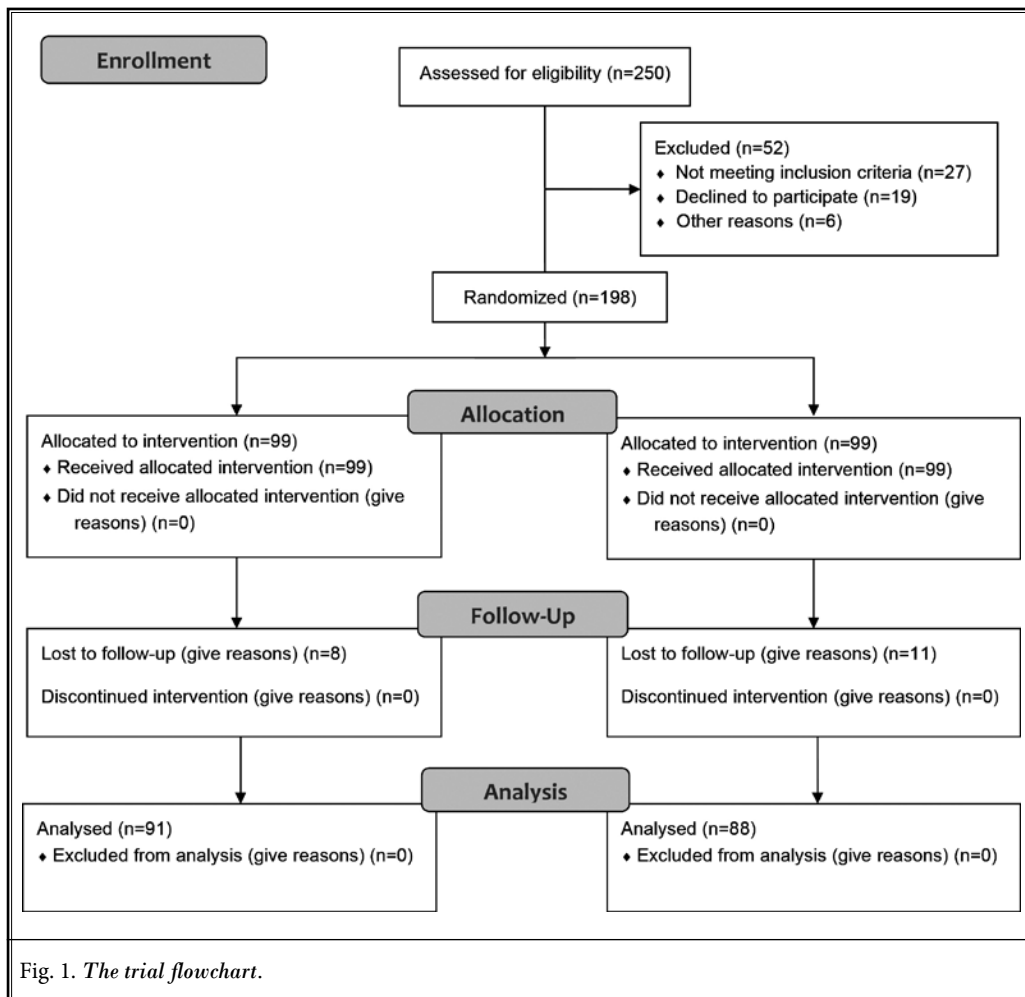 Enrollment
Assessed for eligibility (n=250)
Excluded (n=52)
♦ Not meeting inclusion criteria (n=27)
♦ Declined to participate (n=19)
♦ Other reasons (n=6)
Randomized (n=198)
Allocation
Allocated to intervention (n=99)
♦ Received allocated intervention (n=99)
♦ Did not receive allocated intervention (give
reasons) (n=0)
Allocated to intervention (n=99)
♦ Received allocated intervention (n=99)
♦ Did not receive allocated intervention (give
reasons) (n=0)
Follow-Up
Lost to follow-up (give reasons) (n=8)
Discontinued intervention (give reasons) (n=0)
Lost to follow-up (give reasons) (n=11)
Discontinued intervention (give reasons) (n=0)
Analysis
Analysed (n=91)
♦ Excluded from analysis (give reasons) (n=0)
Analysed (n=88)
♦ Excluded from analysis (give reasons) (n=0)
Fig. 1. The trial flowchart.